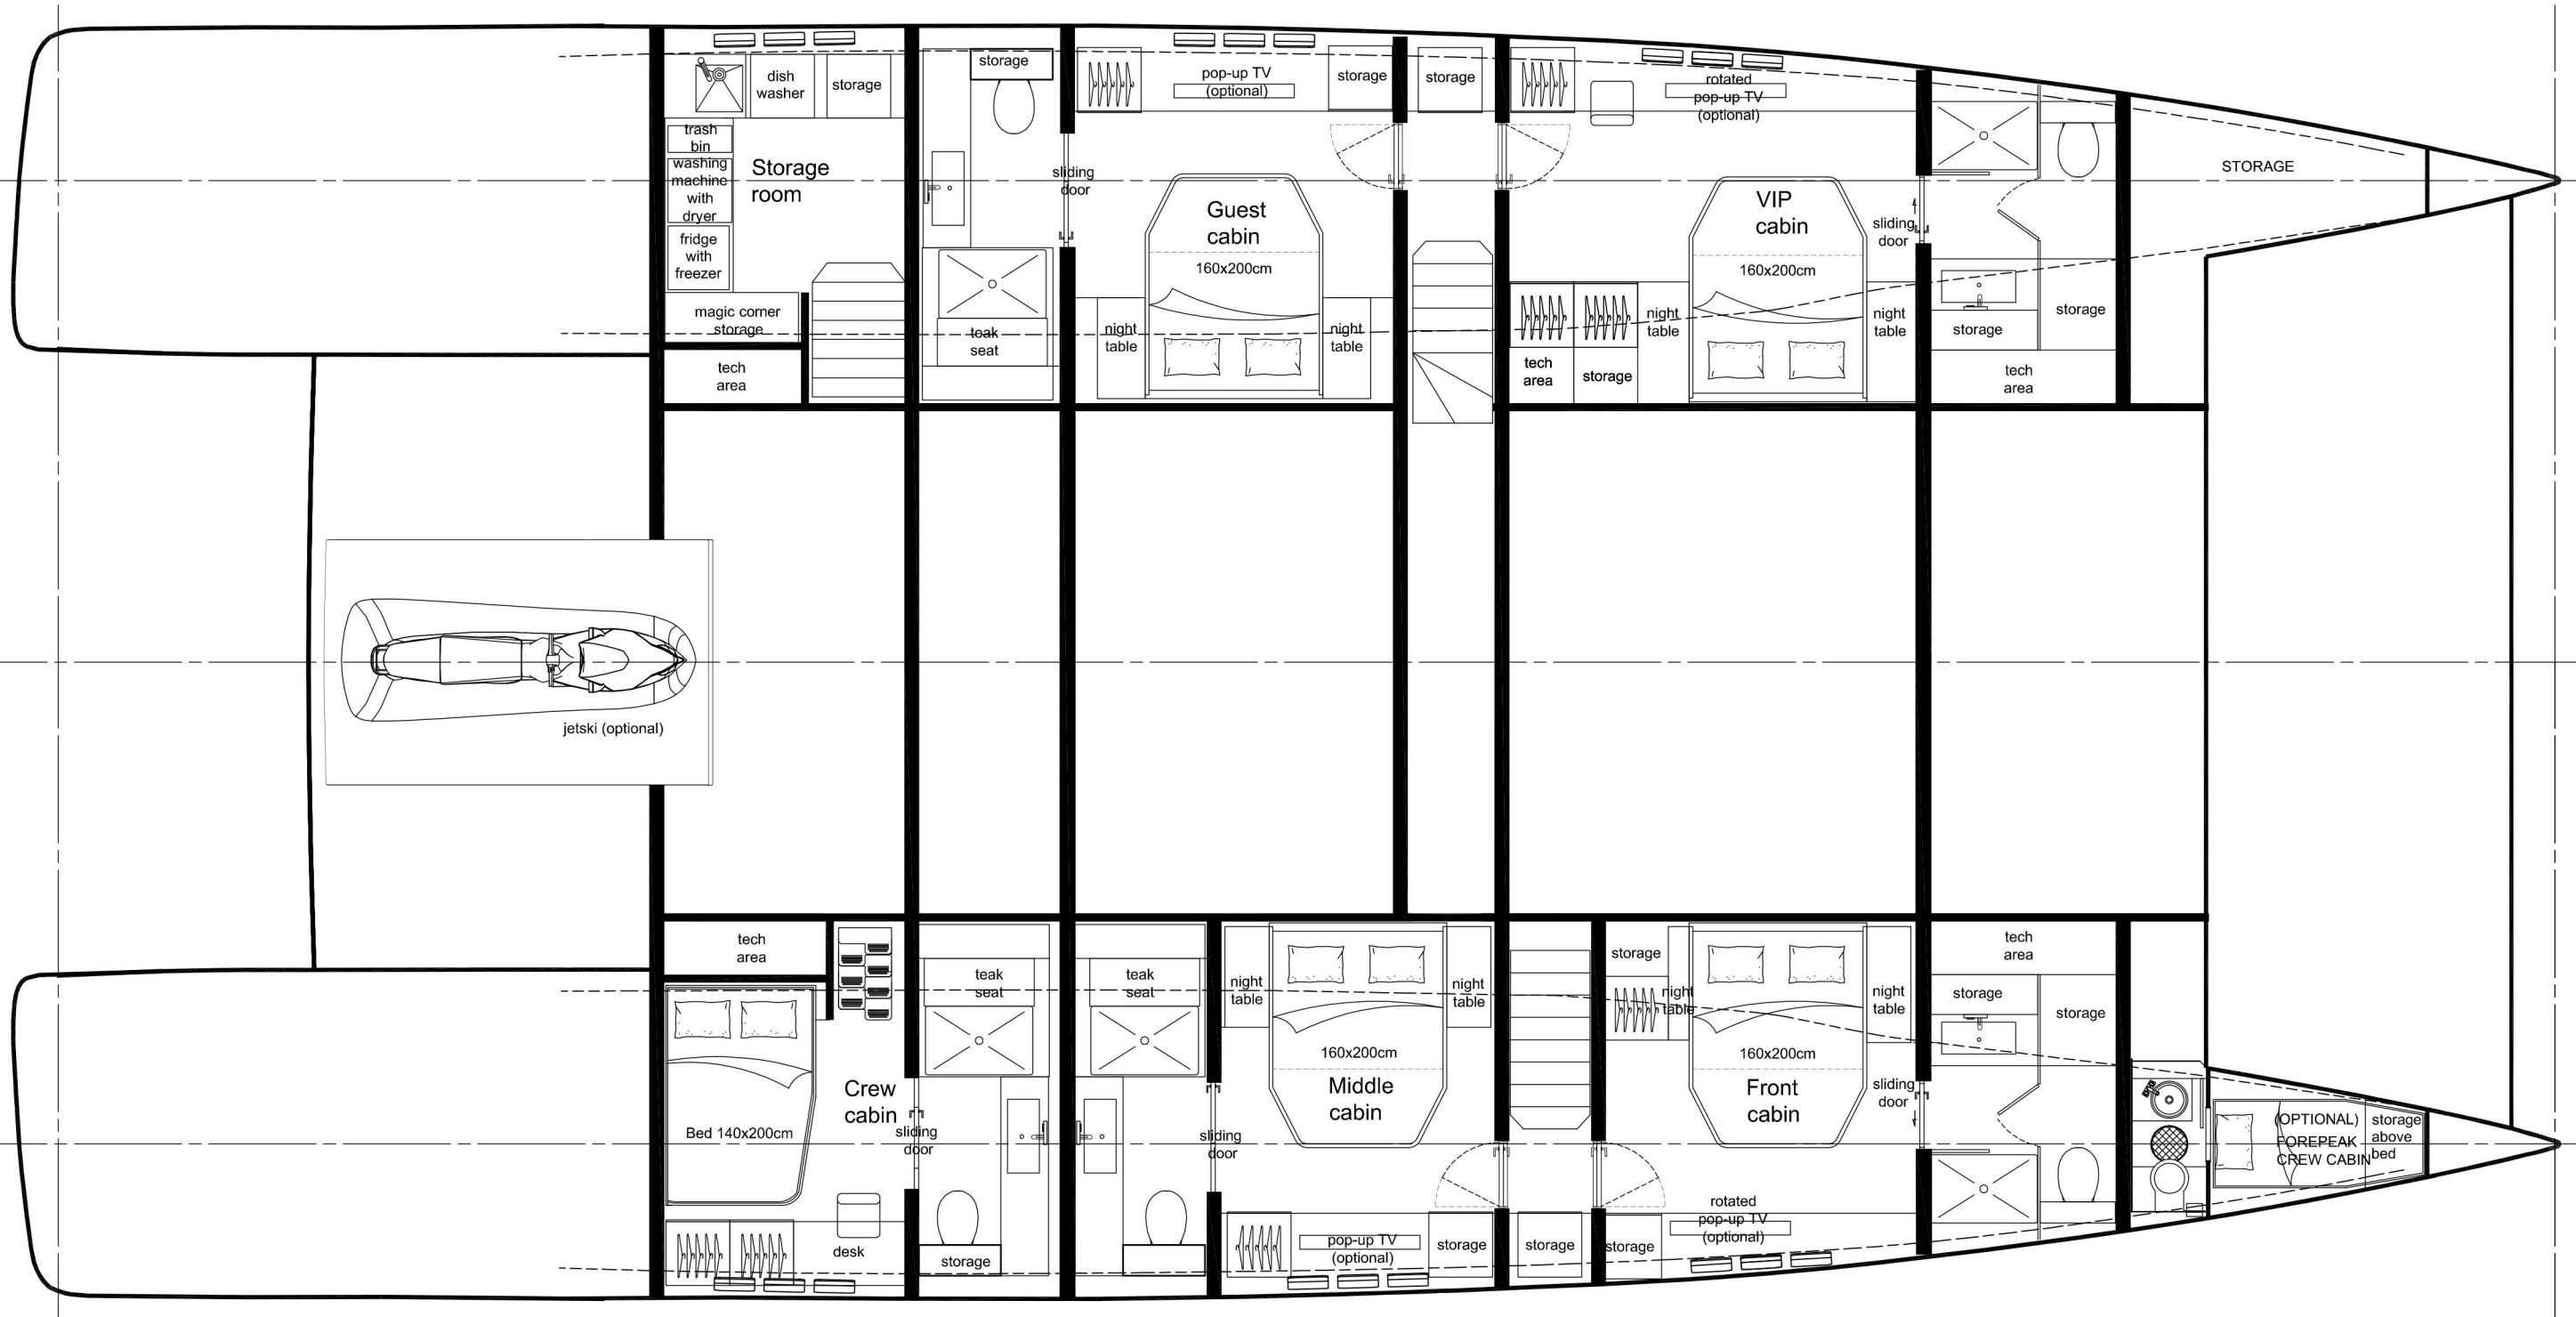 storage
dish
washer
storage
trash
bin
washing
machine
with
dryer
fridge
with
freezer
magic corner
storage
tech
area
Storage
room
sliding
door
teak
seat
pop-up TV
(optional)
storage
Guest
cabin
160x200cm
night
table
night
table
storage
rotated
pop-up TV
(optional)
VIP
cabin
160x200cm
sliding
door
night
table
night
table
tech
area
storage
storage
storage
tech
area
STORAGE
jetski (optional)
tech
area
Crew
cabin
Bed 140x200cm
desk
sliding
door
teak
seat
storage
teak
seat
sliding
door
night
table
night
table
160x200cm
Middle
cabin
pop-up TV
(optional)
storage
storage
storage
night
table
night
table
160x200cm
Front
cabin
sliding
door
storage
rotated
pop-up TV
(optional)
tech
area
storage
storage
(OPTIONAL)
FOREPEAK
CREW CABIN
storage
above
bed